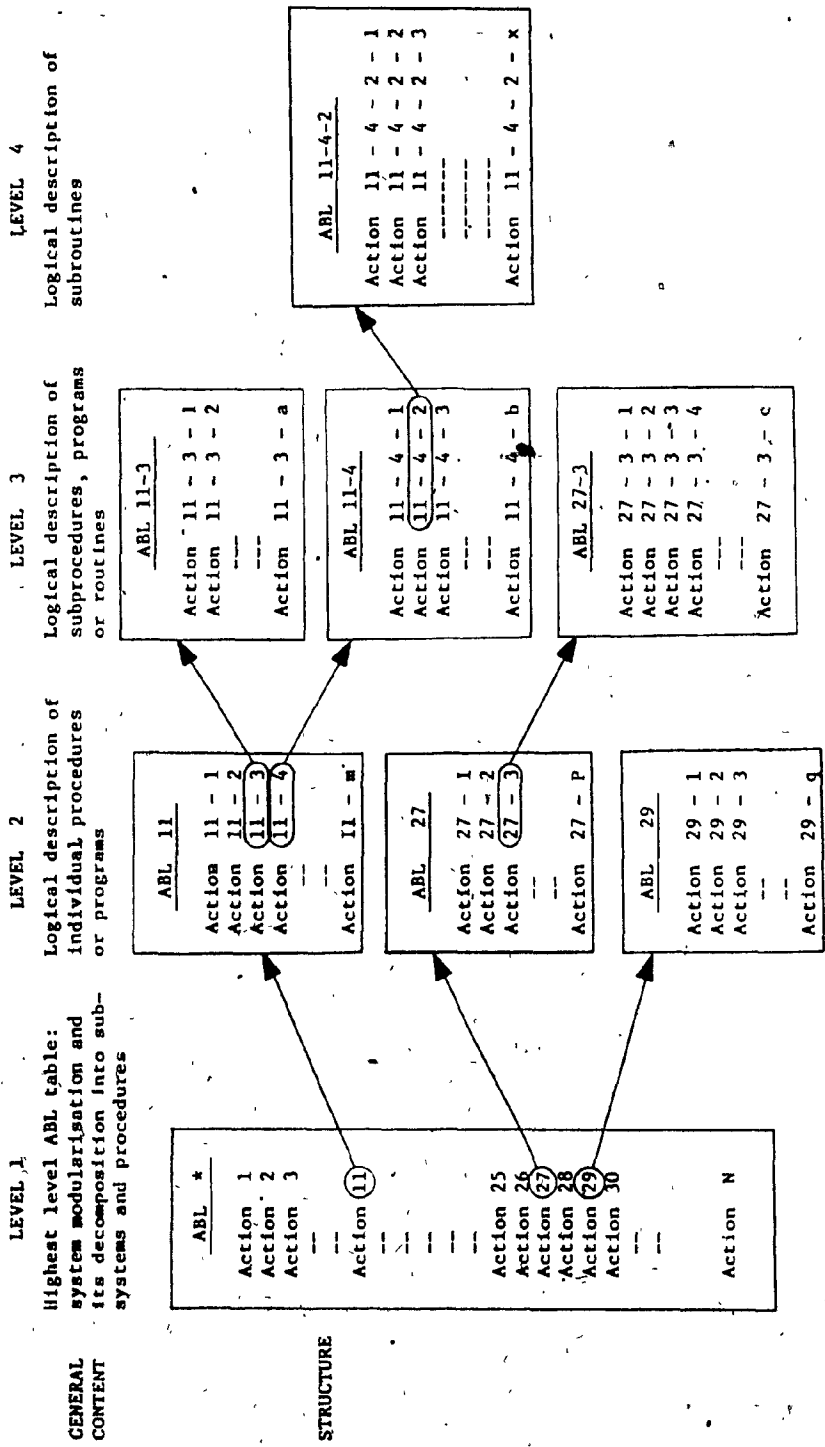 GENERAL
CONTENT
STRUCTURE
LEVEL 1
Highest level ABL table:
system modularisation and
its decomposition into sub-
systems and procedures
ABL *
Action 1
Action 2
Action 3
--
--
Action 11
--
--
--
--
--
Action 25
Action 26
Action 27
Action 28
Action 29
Action 30
--
--
Action N
LEVEL 2
Logical description of
individual procedures
or programs
ABL 11
Action 11 - 1
Action 11 - 2
Action 11 - 3
Action 11 - 4
--
--
Action 11 - m
ABL 27
Action 27 - 1
Action 27 - 2
Action 27 - 3
--
--
Action 27 - P
ABL 29
Action 29 - 1
Action 29 - 2
Action 29 - 3
--
--
Action 29 - q
LEVEL 3
Logical description of
subprocedures, programs
or routines
ABL 11-3
Action 11 - 3 - 1
Action 11 - 3 - 2
---
---
Action 11 - 3 - a
ABL 11-4
Action 11 - 4 - 1
Action 11 - 4 - 2
Action 11 - 4 - 3
---
---
Action 11 - 4 - b
ABL 27-3
Action 27 - 3 - 1
Action 27 - 3 - 2
Action 27 - 3 - 3
Action 27 - 3 - 4
---
---
Action 27 - 3 - c
LEVEL 4
Logical description of
subroutines
ABL 11-4-2
Action 11 - 4 - 2 - 1
Action 11 - 4 - 2 - 2
Action 11 - 4 - 2 - 3
-------
-------
-------
Action 11 - 4 - 2 - x